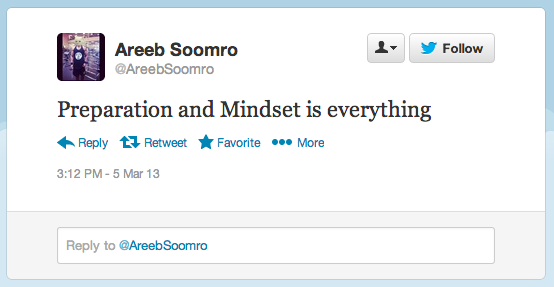 Areeb Soomro
@AreebSoomro
Follow
Preparation and Mindset is everything
Reply Retweet Favorite More
3:12 PM - 5 Mar 13
Reply to @AreebSoomro